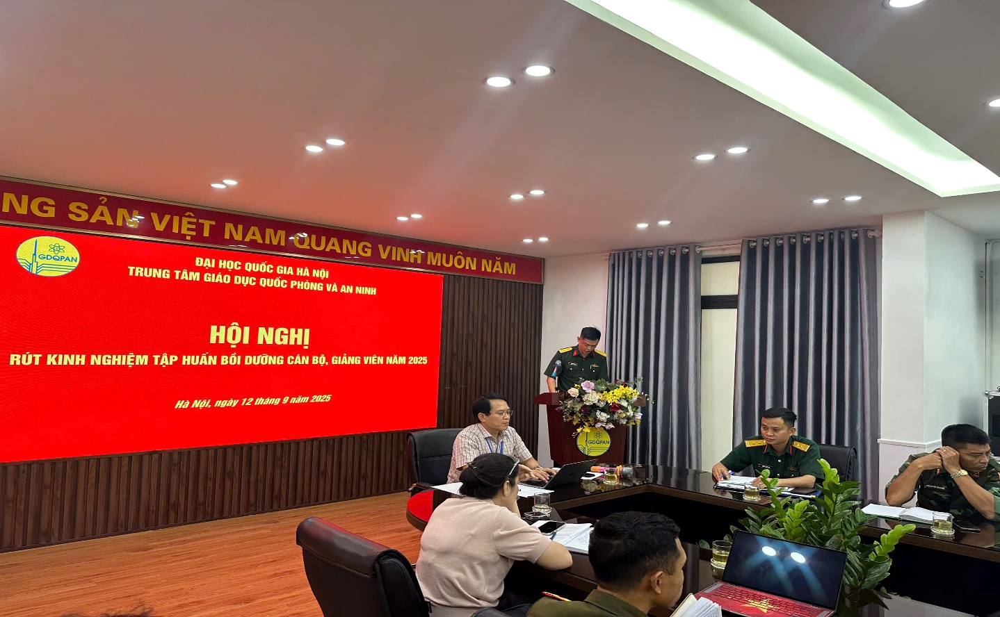 NG SẢN VIỆT NAM QUANG VINH MUÔN NĂM
GDQPAN
ĐẠI HỌC QUỐC GIA HÀ NỘI
TRUNG TÂM GIÁO DỤC QUỐC PHÒNG VÀ AN NINH
HỘI NGHỊ
RÚT KINH NGHIỆM TẬP HUẤN BỒI DƯỠNG CÁN BỘ, GIẢNG VIÊN NĂM 2025
Hà Nội, ngày 12 tháng 9 năm 2025
GDQPAN